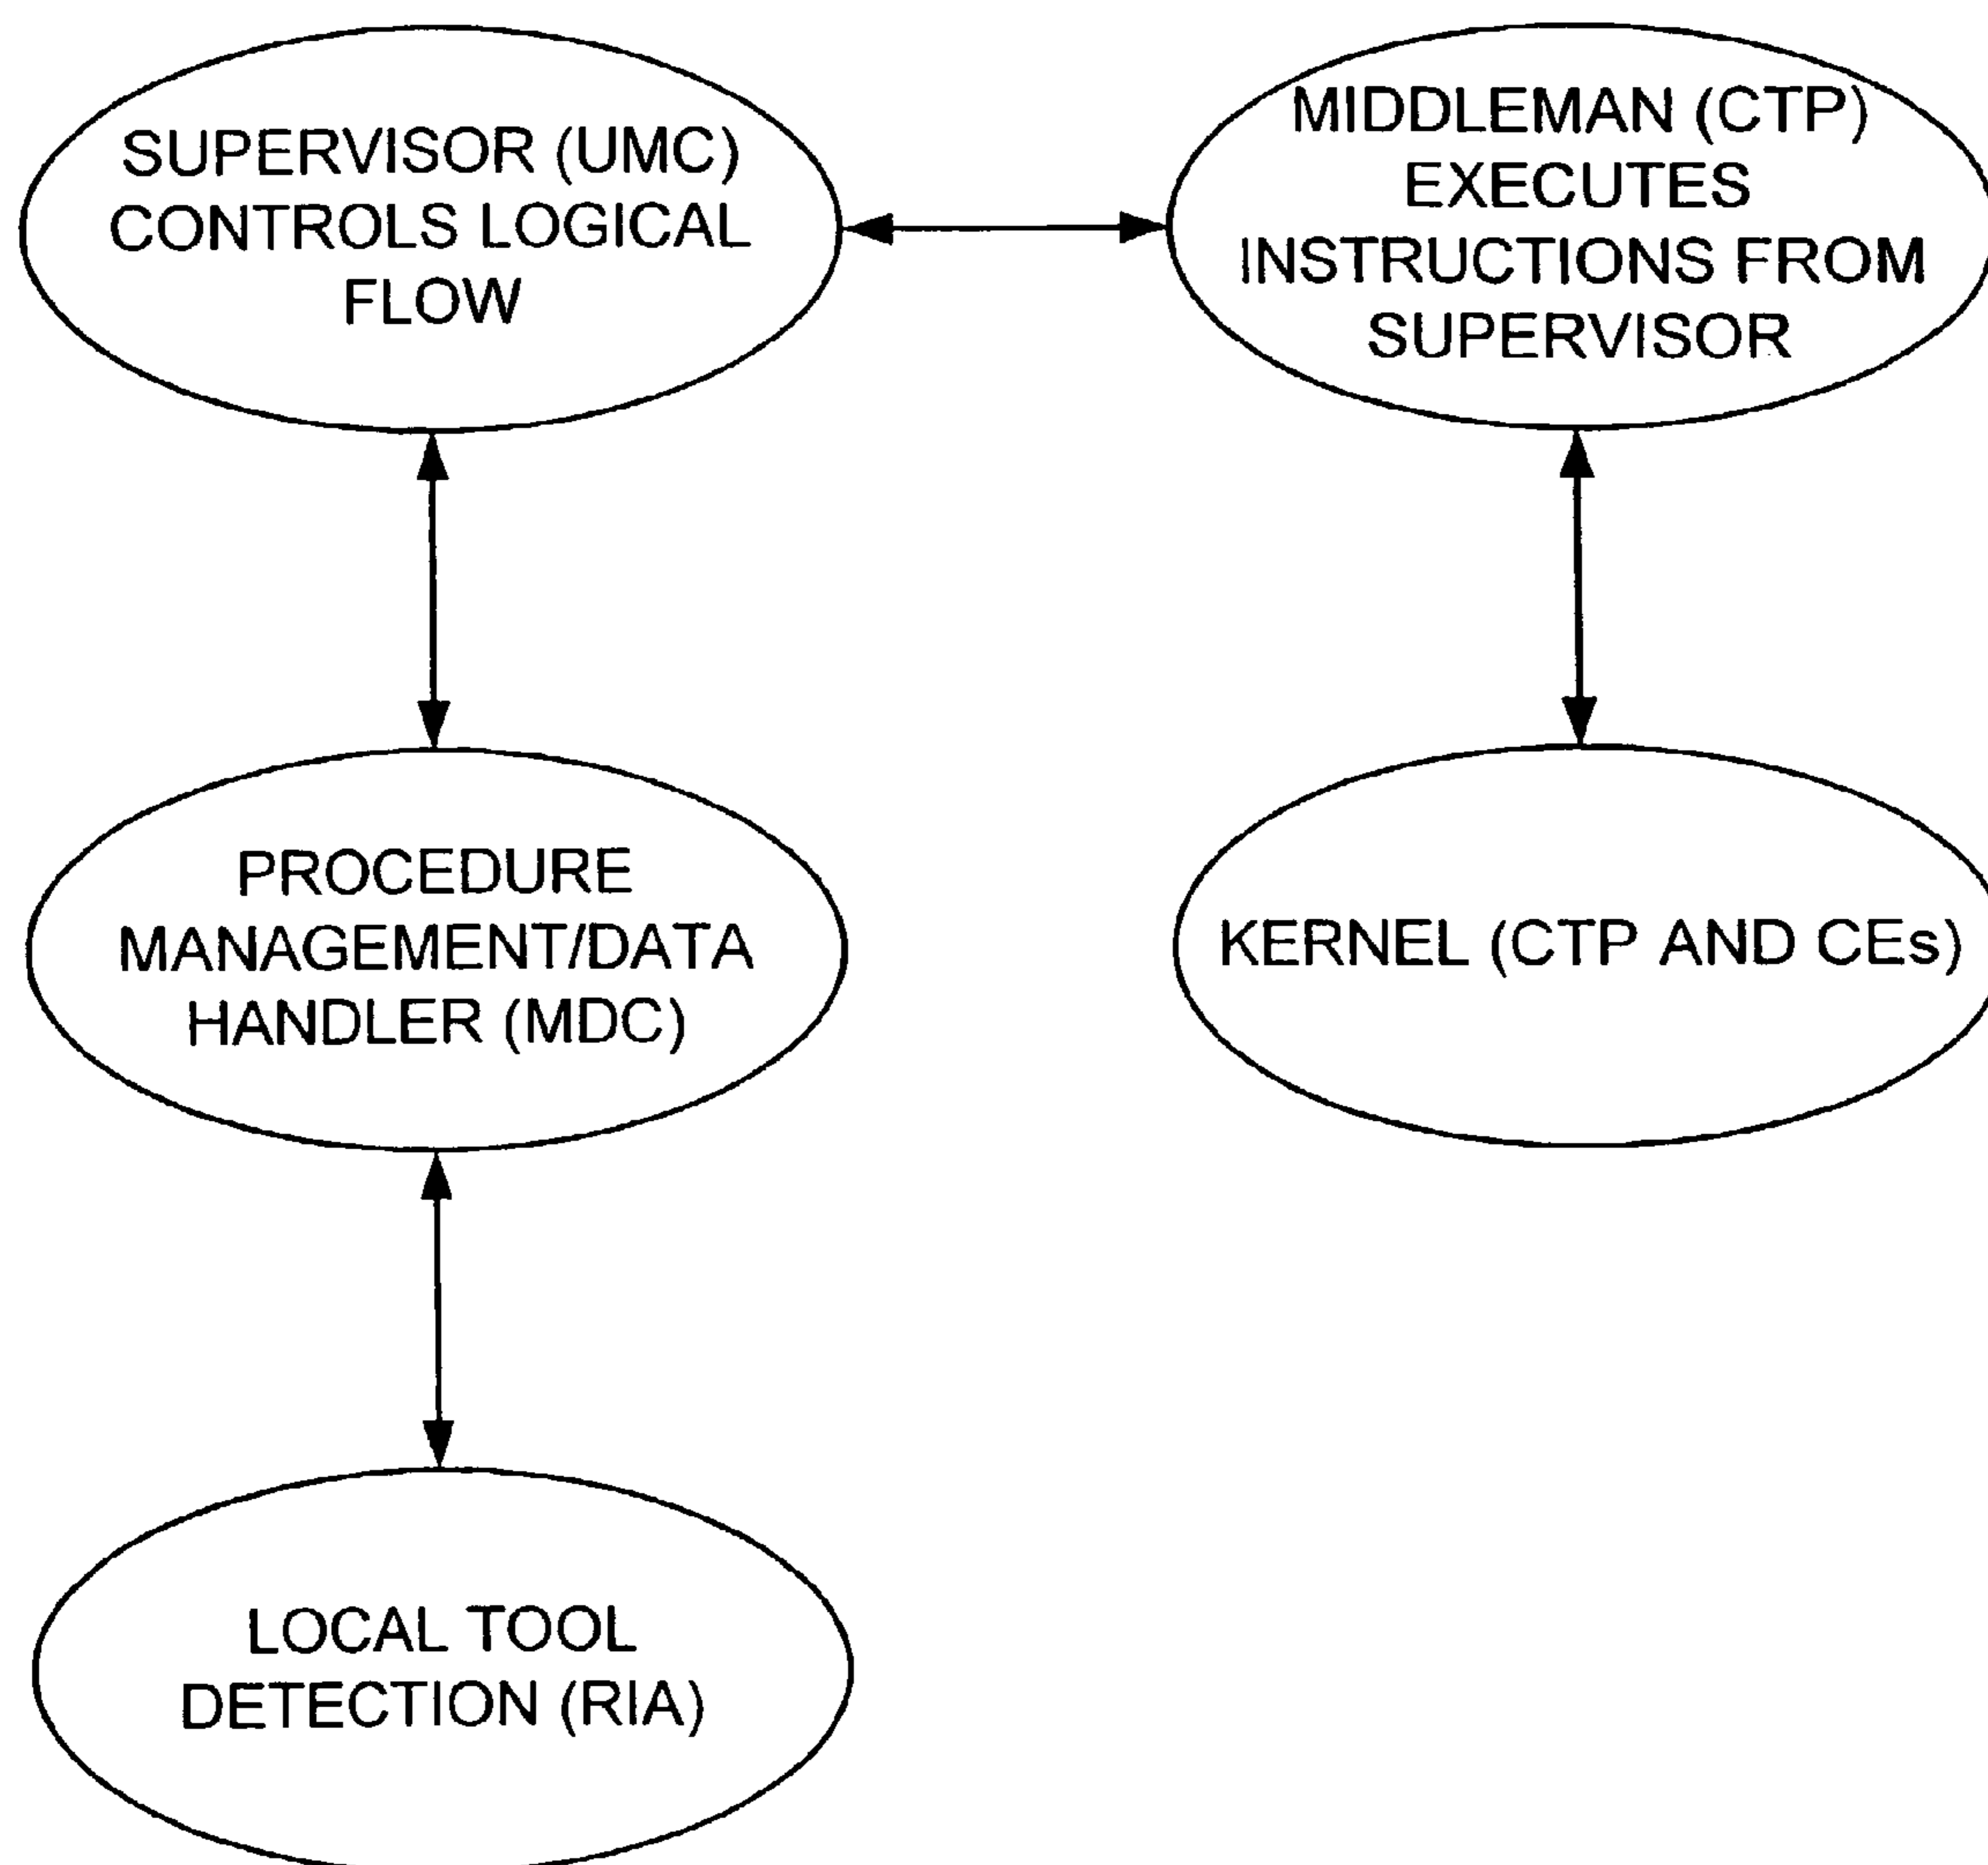 SUPERVISOR (UMC)
CONTROLS LOGICAL
FLOW
MIDDLEMAN (CTP)
EXECUTES
INSTRUCTIONS FROM
SUPERVISOR
PROCEDURE
MANAGEMENT/DATA
HANDLER (MDC)
KERNEL (CTP AND CEs)
LOCAL TOOL
DETECTION (RIA)